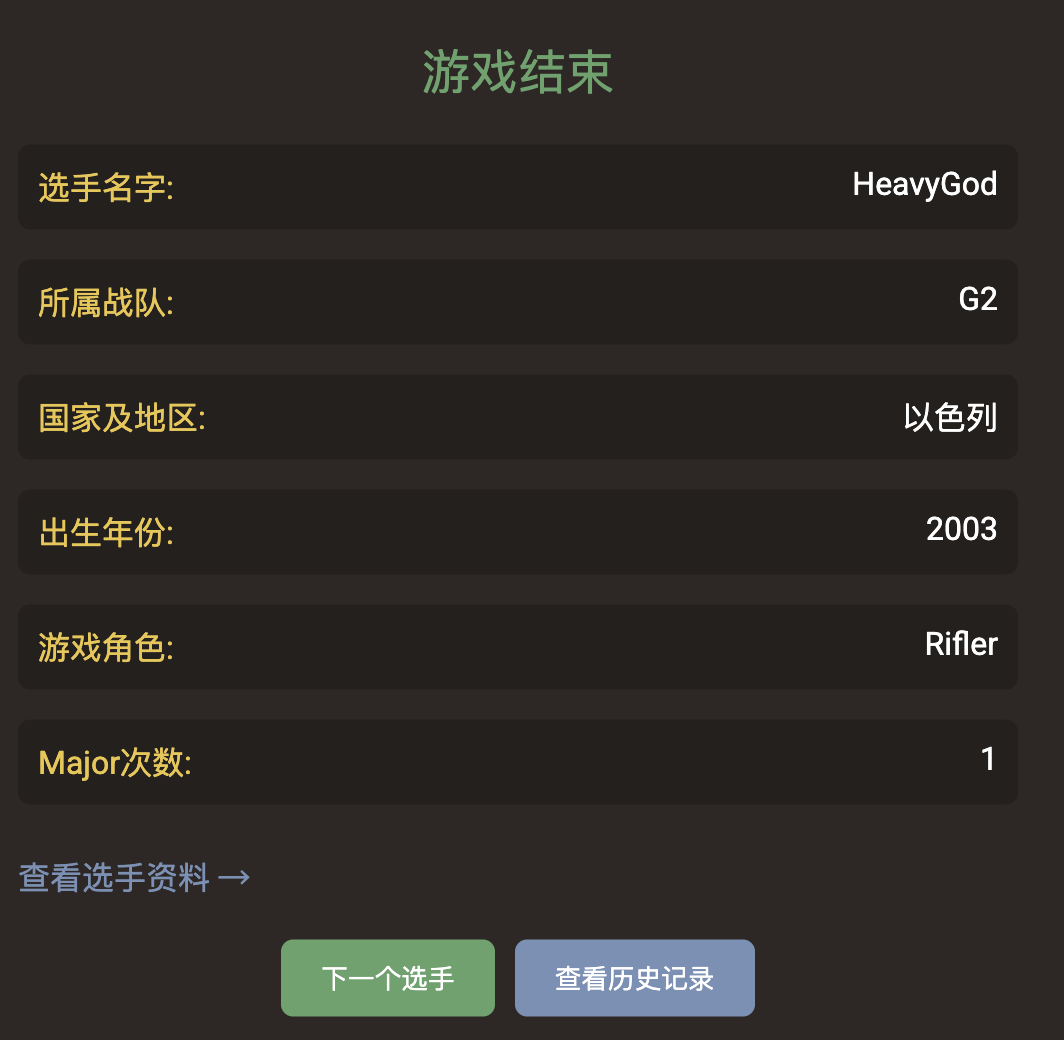 游戏结束
选手名字: HeavyGod
所属战队: G2
国家及地区: 以色列
出生年份: 2003
游戏角色: Rifler
Major次数: 1
查看选手资料 →
下一个选手 查看历史记录